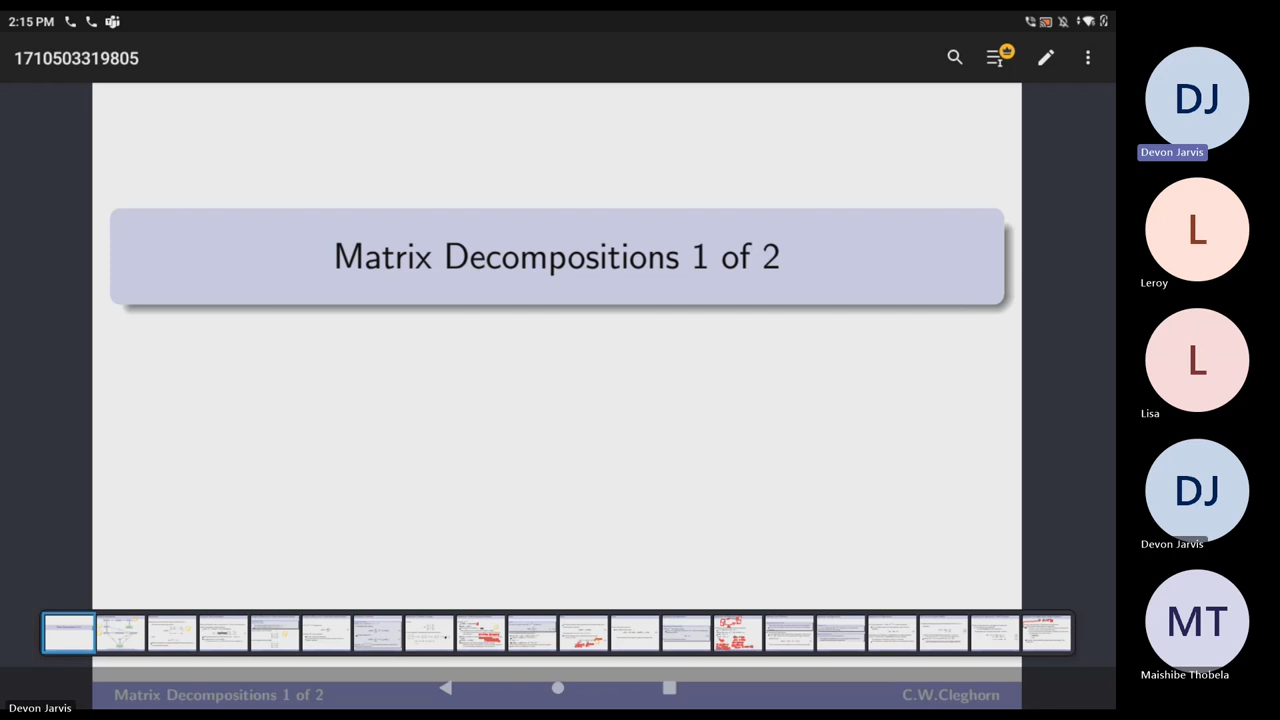 2:15 PM
1710503319805
Matrix Decompositions 1 of 2
Matrix Decompositions 1 of 2
C.W.Cleghorn
Devon Jarvis
DJ
Devon Jarvis
L
Leroy
L
Lisa
DJ
Devon Jarvis
MT
Maishibe Thobela